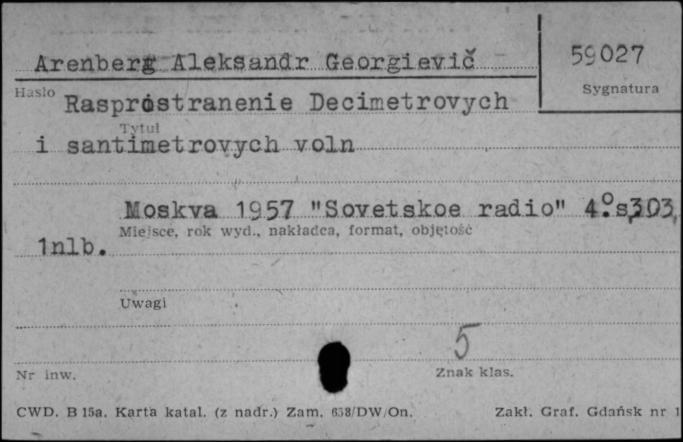 Arenberg Aleksandr Georgievič
59027
Hasło
Sygnatura
Rasprostranenie Decimetrovych
Tytuł
i santimetrovych voln
Moskva 1957 "Sovetskoe radio" 4° s,303,
Miejsce, rok wyd., nakładca, format, objętość
1nlb.
Uwagi
5
Nr inw.
Znak klas.
CWD. B 15a. Karta katal. (z nadr.) Zam. 658/DW/On.
Zakł. Graf. Gdańsk nr 1